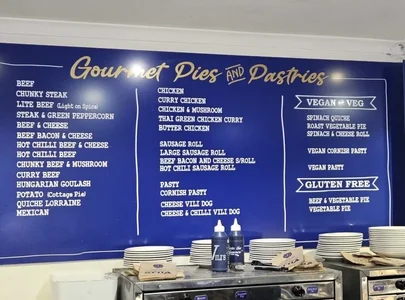 Gourmet Pies AND Pastries
BEEF
CHUNKY STEAK
LITE BEEF (Light on Spice)
STEAK & GREEN PEPPERCORN
BEEF & CHEESE
BEEF BACON & CHEESE
HOT CHILLI BEEF & CHEESE
HOT CHILLI BEEF
CHUNKY BEEF & MUSHROOM
CURRY BEEF
HUNGARIAN GOULASH
POTATO (Cottage Pie)
QUICHE LORRAINE
MEXICAN
CHICKEN
CURRY CHICKEN
CHICKEN & MUSHROOM
THAI GREEN CHICKEN CURRY
BUTTER CHICKEN
SAUSAGE ROLL
LARGE SAUSAGE ROLL
BEEF BACON AND CHEESE S/ROLL
HOT CHILI SAUSAGE ROLL
PASTY
CORNISH PASTY
CHEESE VILI DOG
CHEESE & CHILLI VILI DOG
VEGAN OR VEG
SPINACH QUICHE
ROAST VEGETABLE PIE
SPINACH & CHEESE ROLL
VEGAN CORNISH PASTY
VEGAN PASTY
GLUTEN FREE
BEEF & VEGETABLE PIE
VEGETABLE PIE